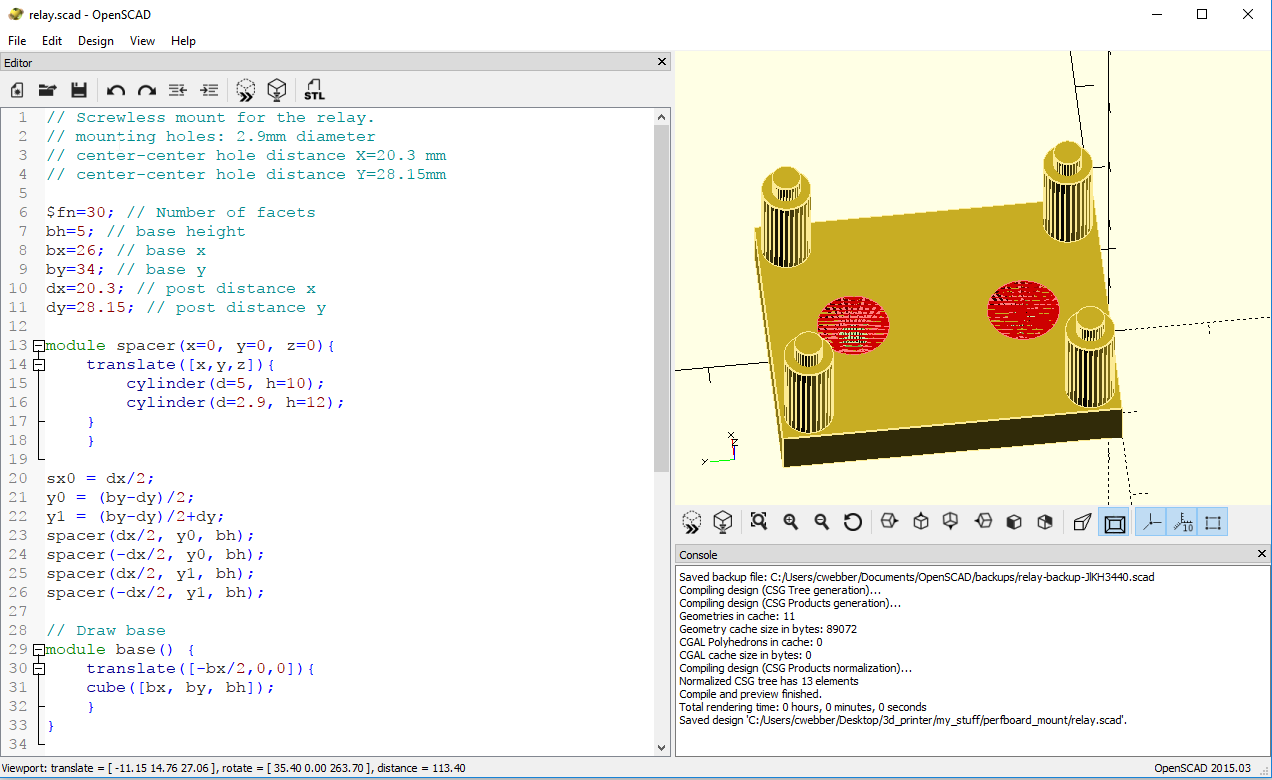 relay.scad - OpenSCAD
File Edit Design View Help
Editor
STL
1 // Screwless mount for the relay.
2 // mounting holes: 2.9mm diameter
3 // center-center hole distance X=20.3 mm
4 // center-center hole distance Y=28.15mm
5
6 $fn=30; // Number of facets
7 bh=5; // base height
8 bx=26; // base x
9 by=34; // base y
10 dx=20.3; // post distance x
11 dy=28.15; // post distance y
12
13 module spacer(x=0, y=0, z=0){
14 translate([x,y,z]){
15 cylinder(d=5, h=10);
16 cylinder(d=2.9, h=12);
17 }
18 }
19
20 sx0 = dx/2;
21 y0 = (by-dy)/2;
22 y1 = (by-dy)/2+dy;
23 spacer(dx/2, y0, bh);
24 spacer(-dx/2, y0, bh);
25 spacer(dx/2, y1, bh);
26 spacer(-dx/2, y1, bh);
27
28 // Draw base
29 module base() {
30 translate([-bx/2,0,0]){
31 cube([bx, by, bh]);
32 }
33 }
34
x
z
y
10
Console
Saved backup file: C:/Users/cwebber/Documents/OpenSCAD/backups/relay-backup-JlKH3440.scad
Compiling design (CSG Tree generation)...
Compiling design (CSG Products generation)...
Geometries in cache: 11
Geometry cache size in bytes: 89072
CGAL Polyhedrons in cache: 0
CGAL cache size in bytes: 0
Compiling design (CSG Products normalization)...
Normalized CSG tree has 13 elements
Compile and preview finished.
Total rendering time: 0 hours, 0 minutes, 0 seconds
Saved design 'C:/Users/cwebber/Desktop/3d_printer/my_stuff/perfboard_mount/relay.scad'.
Viewport: translate = [ -11.15 14.76 27.06 ], rotate = [ 35.40 0.00 263.70 ], distance = 113.40
OpenSCAD 2015.03